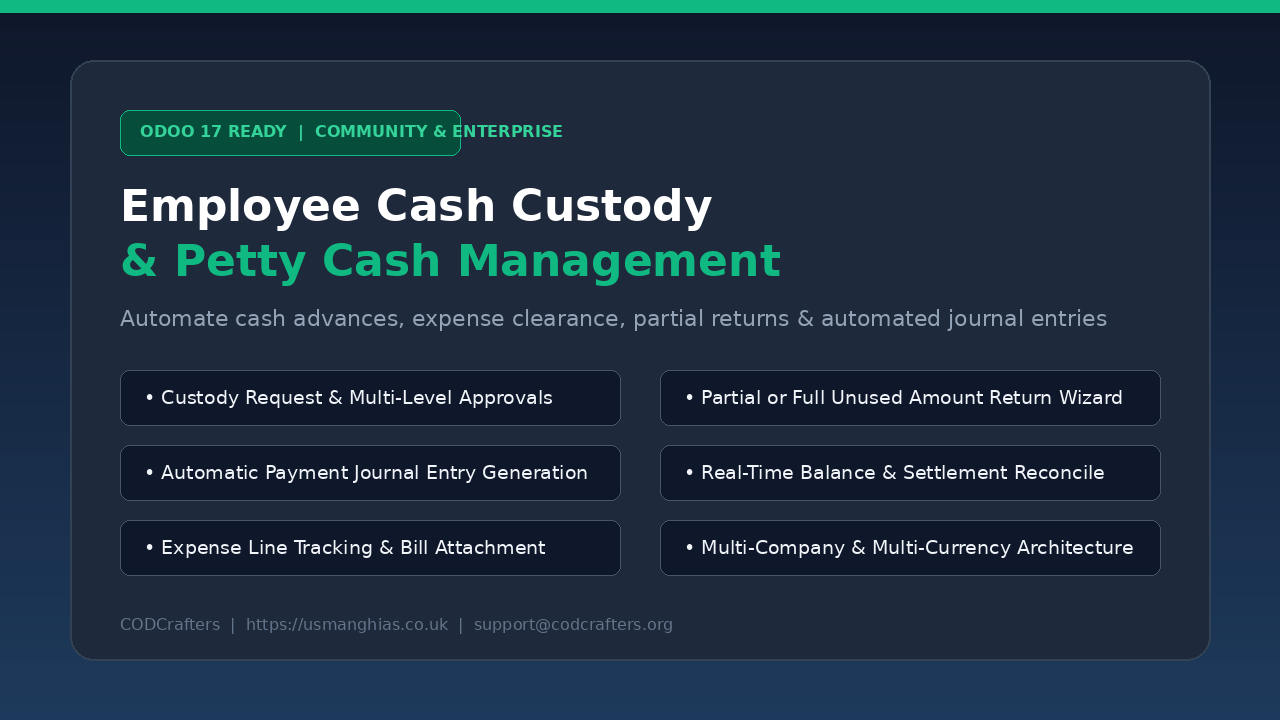 ODOO 17 READY | COMMUNITY & ENTERPRISE
Employee Cash Custody
& Petty Cash Management
Automate cash advances, expense clearance, partial returns & automated journal entries
• Custody Request & Multi-Level Approvals
• Partial or Full Unused Amount Return Wizard
• Automatic Payment Journal Entry Generation
• Real-Time Balance & Settlement Reconcile
• Expense Line Tracking & Bill Attachment
• Multi-Company & Multi-Currency Architecture
CODCrafters | https://usmanghias.co.uk | support@codcrafters.org